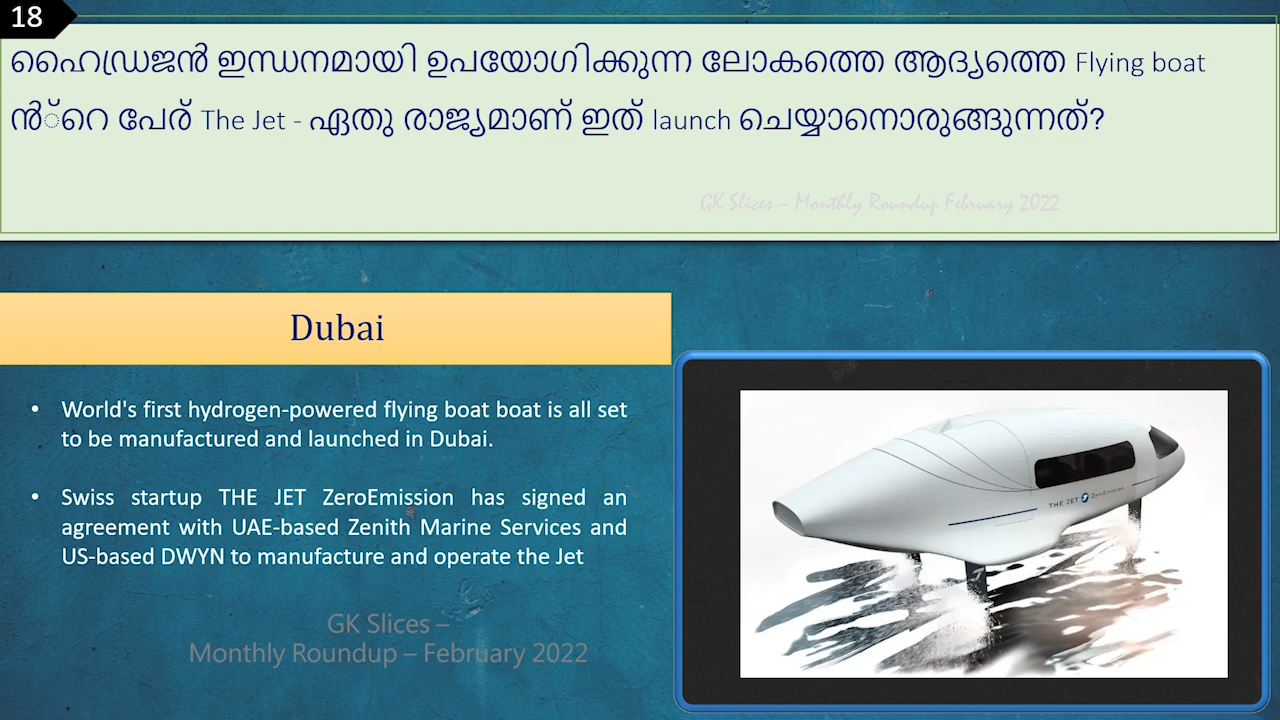 18
ഹൈഡ്രജൻ ഇന്ധനമായി ഉപയോഗിക്കുന്ന ലോകത്തെ ആദ്യത്തെ Flying boat
ൻ്റെ പേര് The Jet - ഏതു രാജ്യമാണ് ഇത് launch ചെയ്യാനൊരുങ്ങുന്നത്?
GK Slices – Monthly Roundup February 2022
Dubai
• World's first hydrogen-powered flying boat boat is all set
to be manufactured and launched in Dubai.
• Swiss startup THE JET ZeroEmission has signed an
agreement with UAE-based Zenith Marine Services and
US-based DWYN to manufacture and operate the Jet
THE JET ZeroEmission
GK Slices –
Monthly Roundup – February 2022